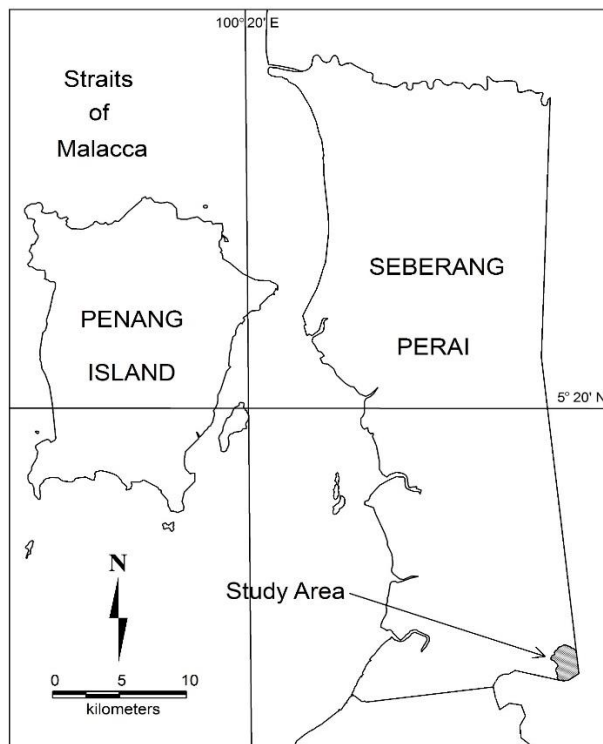 100° 20' E
Straits
of
Malacca
SEBERANG
PERAI
PENANG
ISLAND
5° 20' N
N
Study Area
0 5 10
kilometers